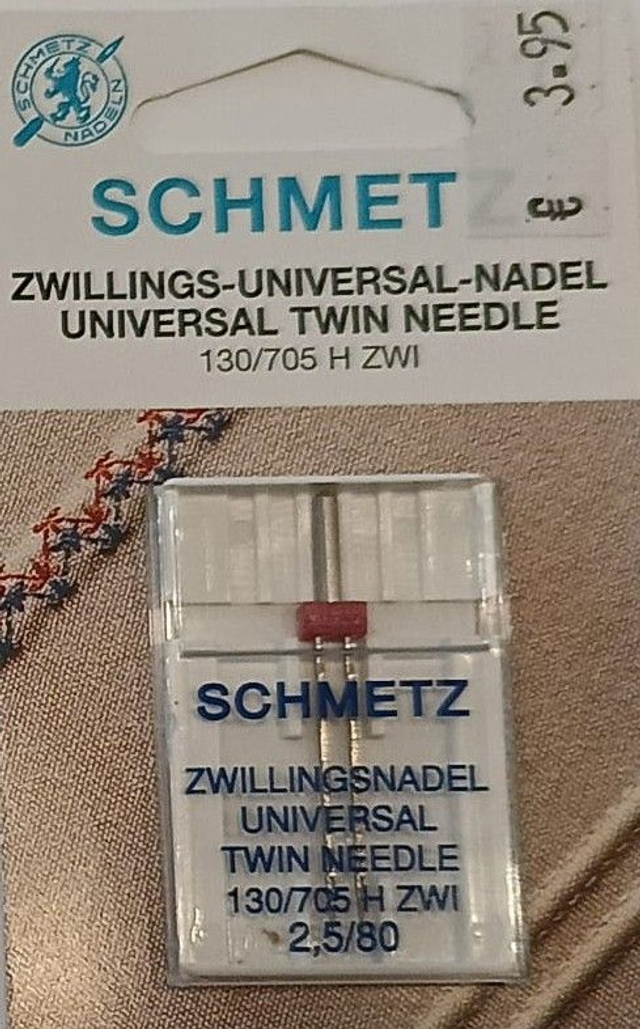 SCHMETZ NADELN
£ 3.95
SCHMETZ
ZWILLINGS-UNIVERSAL-NADEL
UNIVERSAL TWIN NEEDLE
130/705 H ZWI
SCHMETZ
ZWILLINGSNADEL
UNIVERSAL
TWIN NEEDLE
130/705 H ZWI
2,5/80